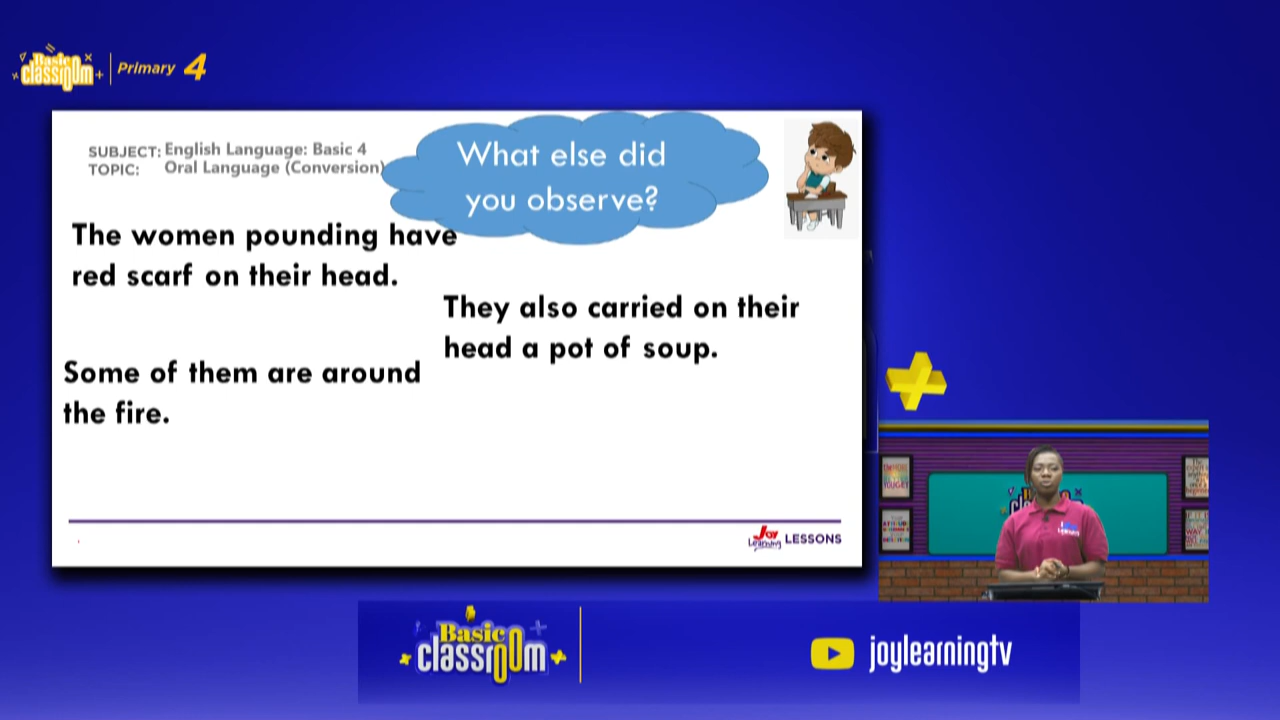 Basic
classroom
Primary 4
SUBJECT: English Language: Basic 4
TOPIC: Oral Language (Conversion)
What else did
you observe?
The women pounding have
red scarf on their head.
They also carried on their
head a pot of soup.
Some of them are around
the fire.
Joy
Learning
LESSONS
Basic
classroom
joylearningtv